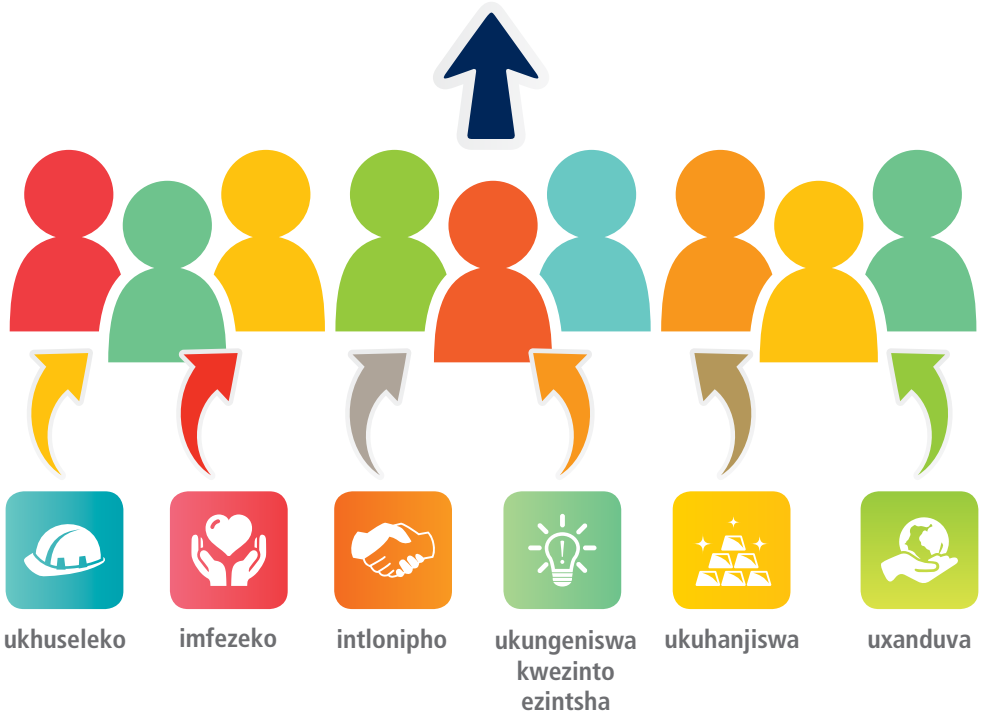 ukhuseleko
imfezeko
intlonipho
ukungeniswa
kwezinto
ezintsha
ukuhanjiswa
uxanduva